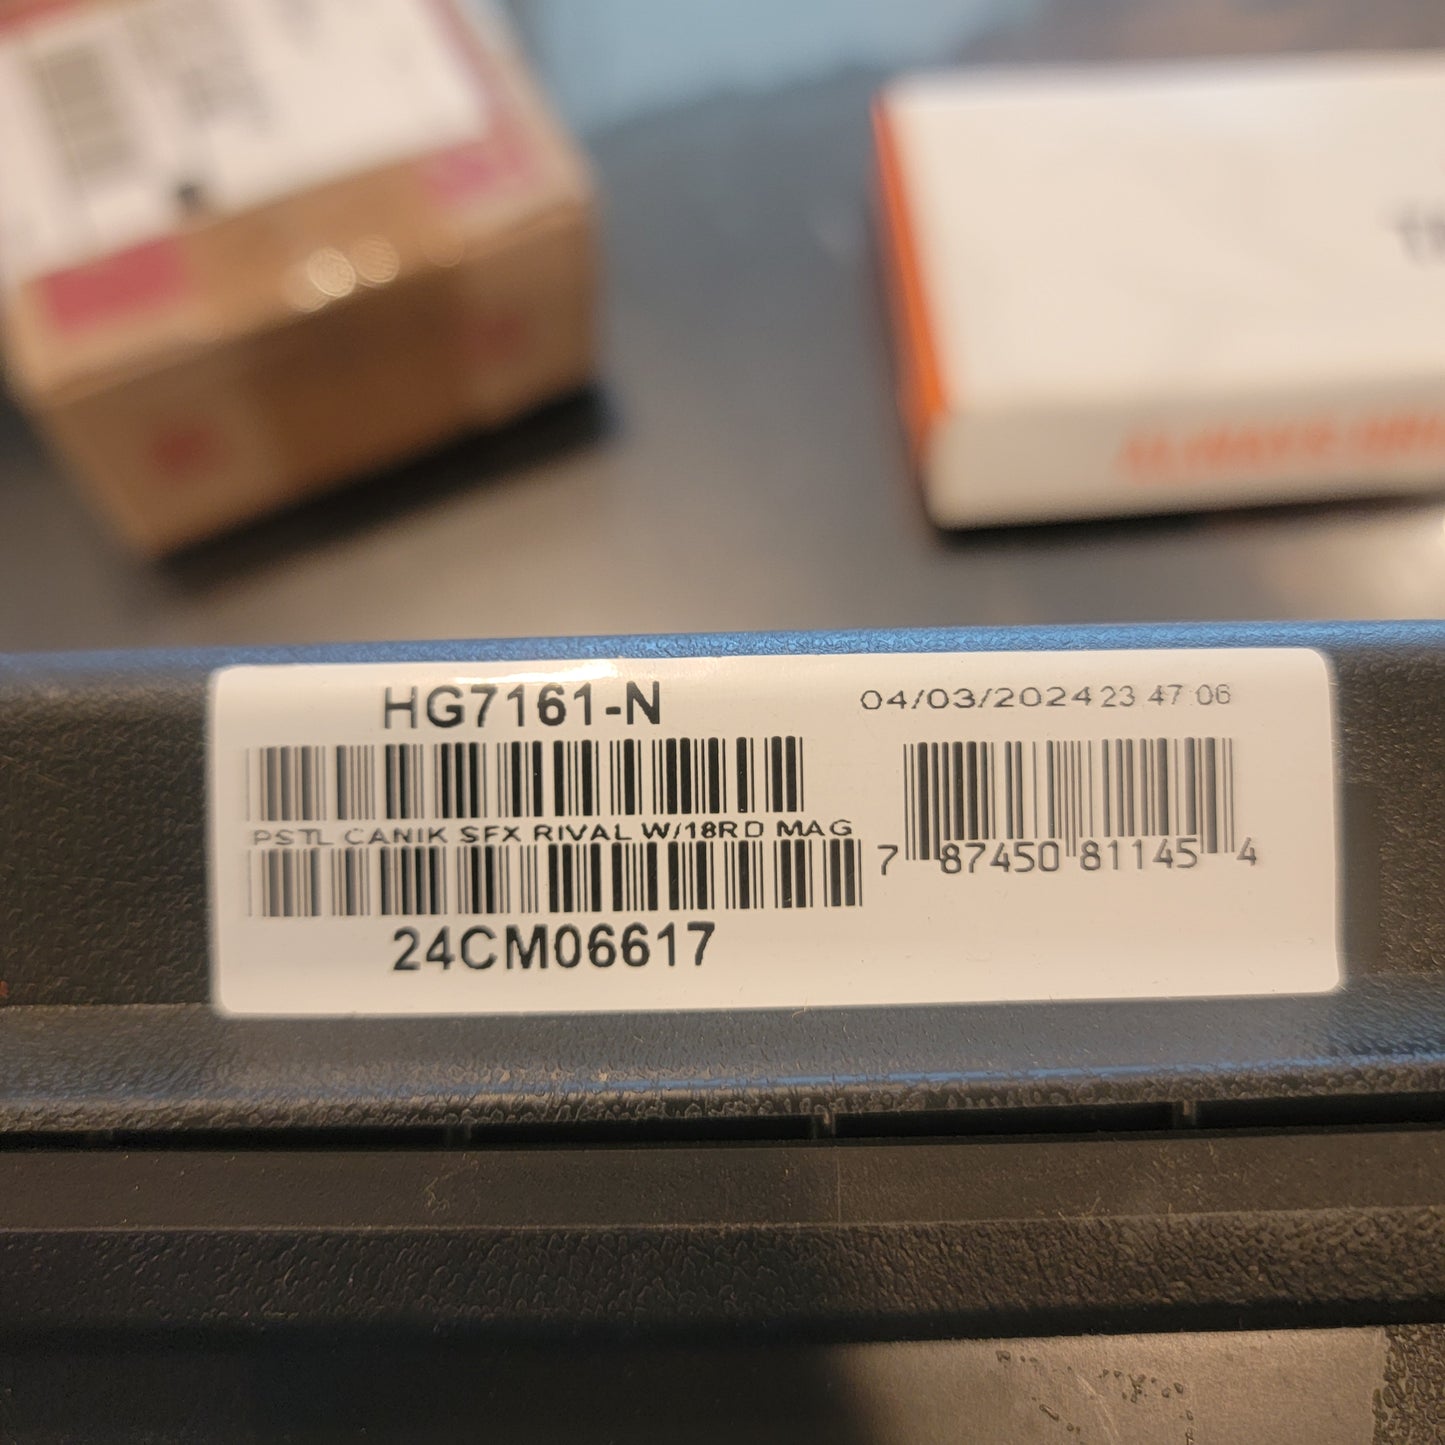 HG7161-N
04/03/2024 23 47 06
PSTL CANIK SFX RIVAL W/18RD MAG
7 87450 81145 4
24CM06617